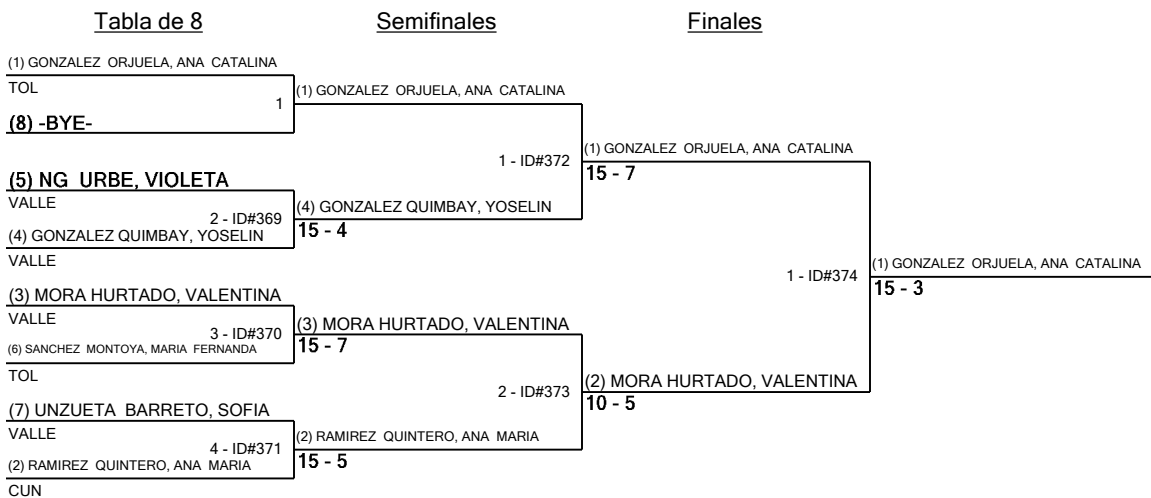 Tabla de 8
Semifinales
Finales
(1) GONZALEZ ORJUELA, ANA CATALINA
TOL
1
(8) -BYE-
(1) GONZALEZ ORJUELA, ANA CATALINA
1 - ID#372
(1) GONZALEZ ORJUELA, ANA CATALINA
15 - 7
(5) NG URBE, VIOLETA
VALLE
2 - ID#369
(4) GONZALEZ QUIMBAY, YOSELIN
VALLE
(4) GONZALEZ QUIMBAY, YOSELIN
15 - 4
1 - ID#374
(1) GONZALEZ ORJUELA, ANA CATALINA
15 - 3
(3) MORA HURTADO, VALENTINA
VALLE
3 - ID#370
(6) SANCHEZ MONTOYA, MARIA FERNANDA
TOL
(3) MORA HURTADO, VALENTINA
15 - 7
2 - ID#373
(2) MORA HURTADO, VALENTINA
10 - 5
(7) UNZUETA BARRETO, SOFIA
VALLE
4 - ID#371
(2) RAMIREZ QUINTERO, ANA MARIA
CUN
(2) RAMIREZ QUINTERO, ANA MARIA
15 - 5